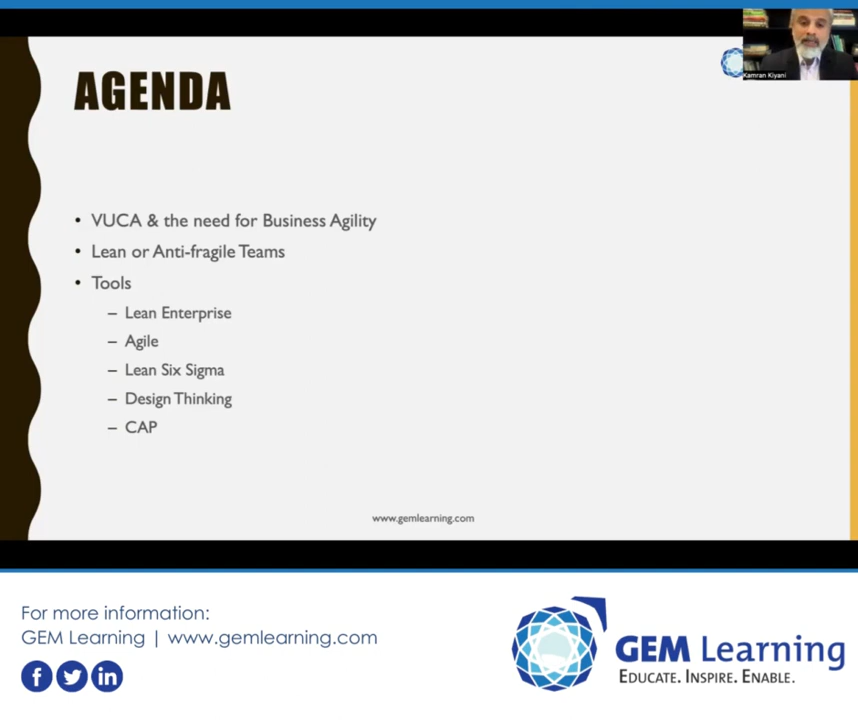 Kamran Kiyani
AGENDA
• VUCA & the need for Business Agility
• Lean or Anti-fragile Teams
• Tools
– Lean Enterprise
– Agile
– Lean Six Sigma
– Design Thinking
– CAP
www.gemlearning.com
For more information:
GEM Learning | www.gemlearning.com
GEM Learning
EDUCATE. INSPIRE. ENABLE.